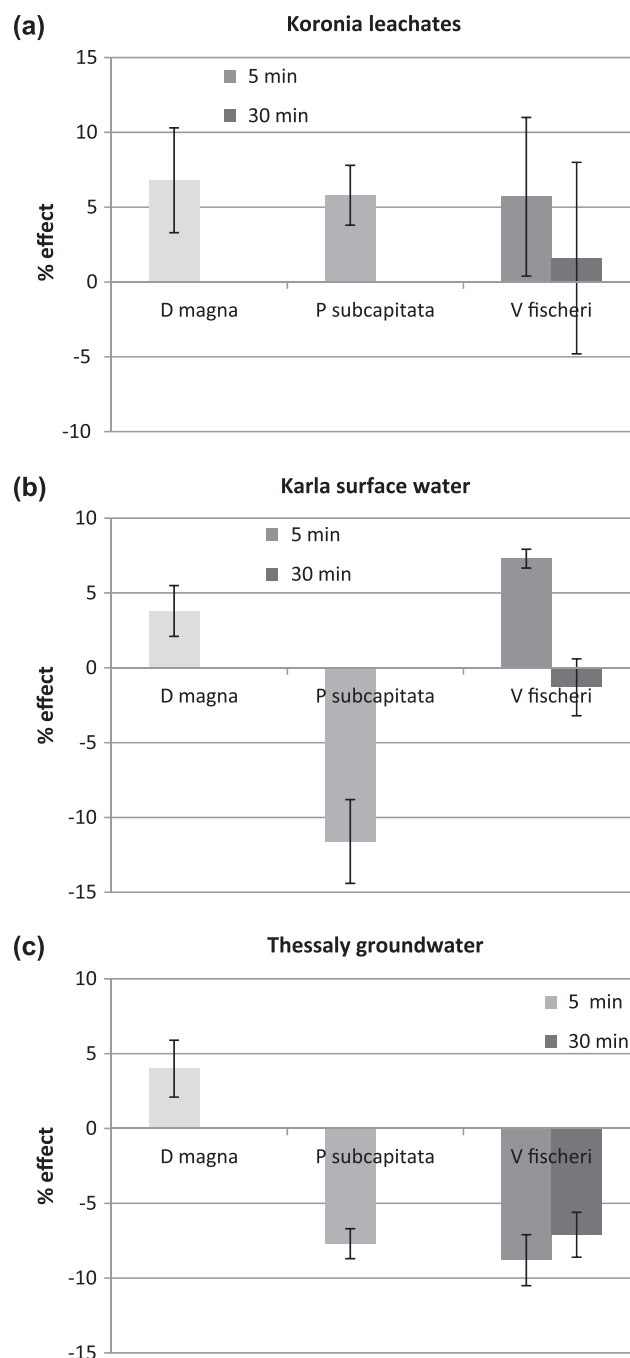 (a)
Koronia leachates
15
5 min
10
30 min
5
% effect
0
D magna P subcapitata V fischeri
-5
-10
(b)
Karla surface water
10
5 min
30 min
5
0
% effect
D magna P subcapitata V fischeri
-5
-10
-15
(c)
Thessaly groundwater
10
5 min
30 min
5
0
% effect
D magna P subcapitata V fischeri
-5
-10
-15